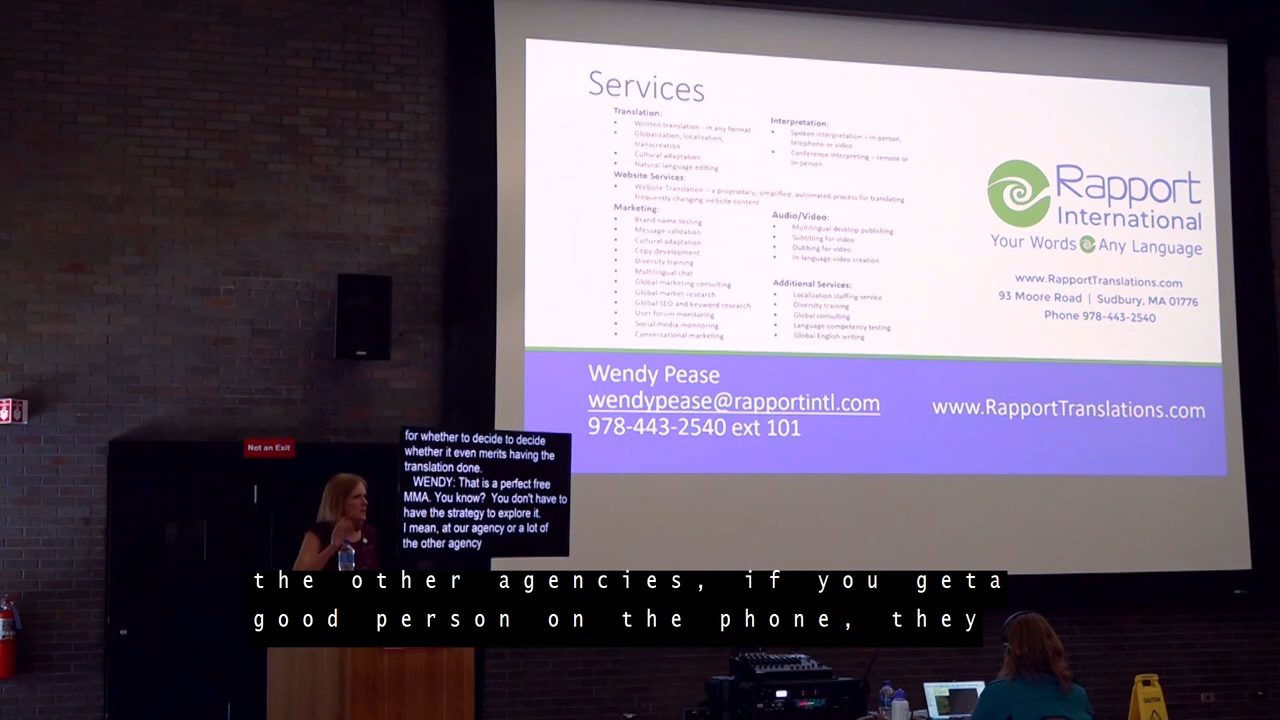 Services
Translation:
Written translation - in any format
Globalization, localization,
transcreation
Cultural adaptation
Natural language editing
Interpretation:
Spoken interpretation – in-person,
telephone or video
Conference interpreting – remote or
in-person
Website Services:
Website Translation – a proprietary, simplified, automated process for translating
frequently changing website content
Marketing:
Brand name testing
Message validation
Cultural adaptation
Copy development
Diversity training
Multilingual chat
Global marketing consulting
Global market research
Global SEO and keyword research
User forum monitoring
Social media monitoring
Conversational marketing
Audio/Video:
Multilingual desktop publishing
Subtitling for video
Dubbing for video
In language video creation
Additional Services:
Localization staffing service
Diversity training
Global consulting
Language competency testing
Global English writing
Rapport
International
Your Words Any Language
www.RapportTranslations.com
93 Moore Road | Sudbury, MA 01776
Phone 978-443-2540
Wendy Pease
wendypease@rapportintl.com
978-443-2540 ext 101
www.RapportTranslations.com
Not an Exit
for whether to decide to decide
whether it even merits having the
translation done.
WENDY: That is a perfect free
MMA. You know? You don't have to
have the strategy to explore it.
I mean, at our agency or a lot of
the other agency
the other agencies, if you geta
good person on the phone, they
CAUTION